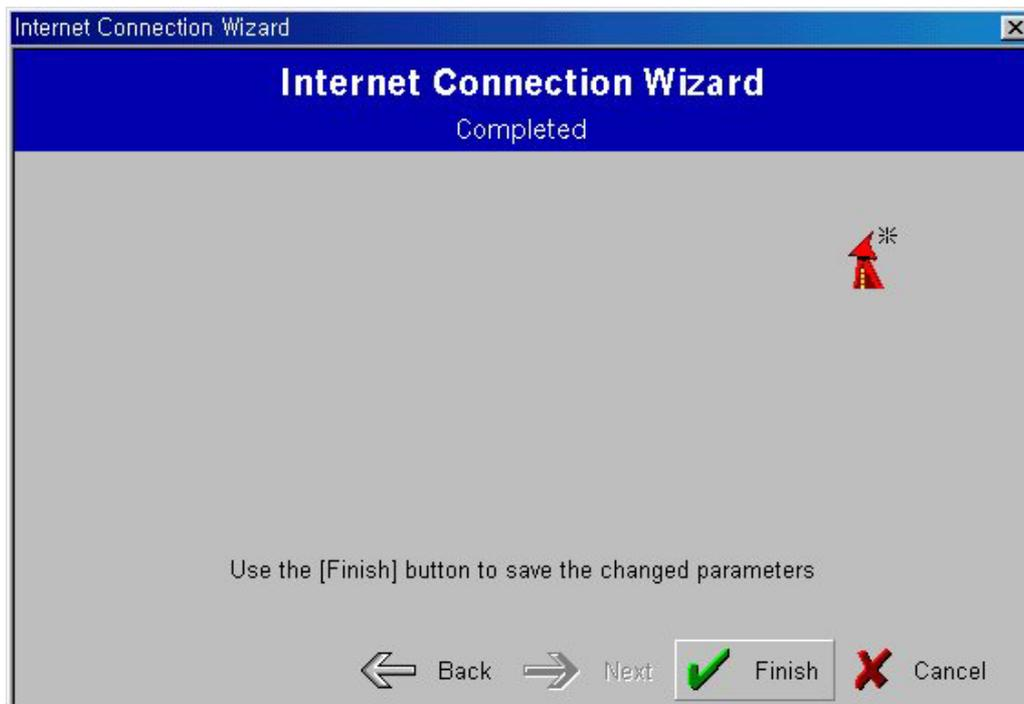 Internet Connection Wizard
Internet Connection Wizard
Completed
Use the [Finish] button to save the changed parameters
Back Next Finish Cancel